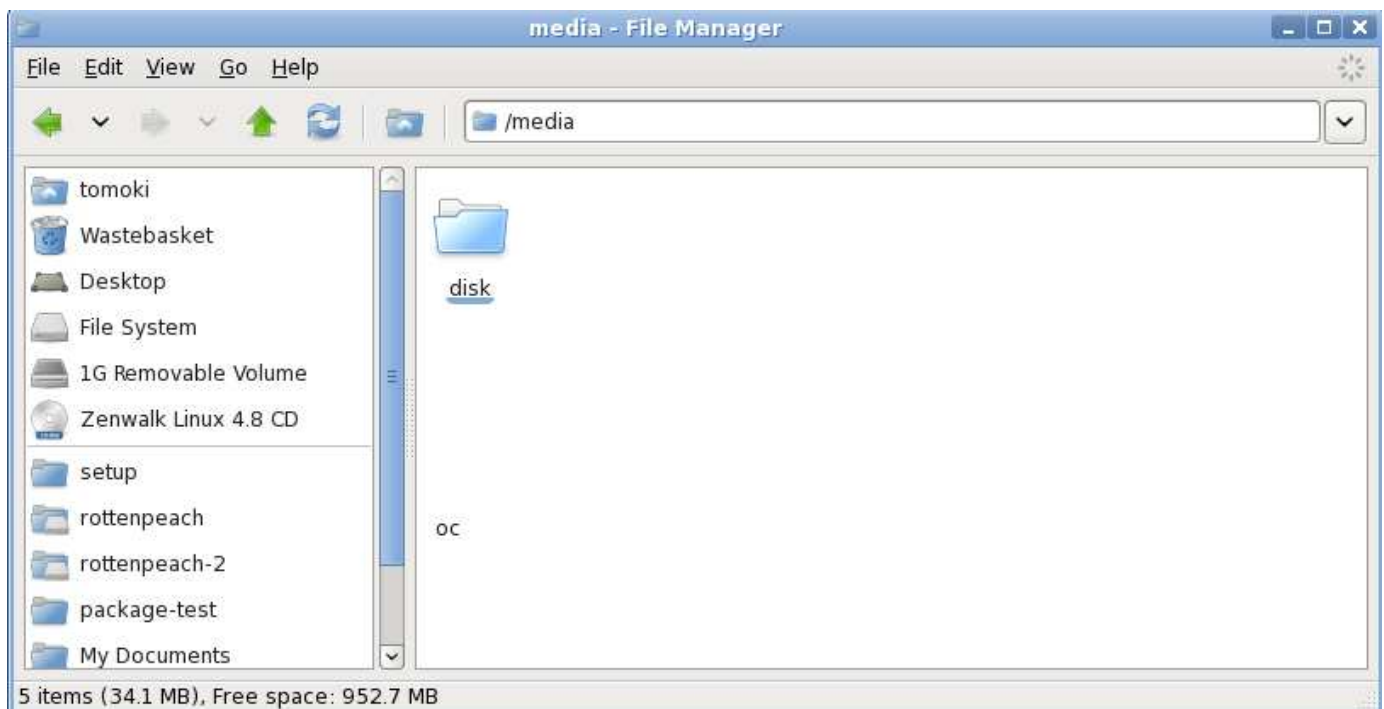 media - File Manager
File Edit View Go Help
/media
tomoki
Wastebasket
Desktop
File System
1G Removable Volume
Zenwalk Linux 4.8 CD
setup
rottenpeach
rottenpeach-2
package-test
My Documents
disk
oc
5 items (34.1 MB), Free space: 952.7 MB